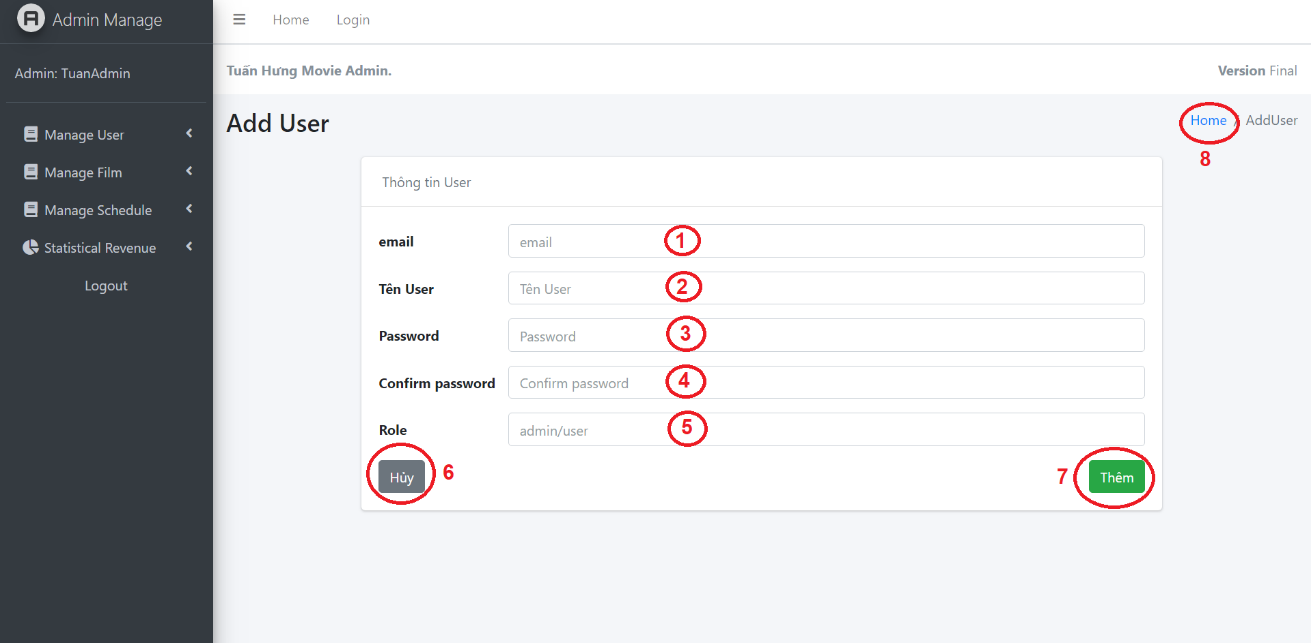 Admin Manage
Home Login
Admin: TuanAdmin
Tuấn Hưng Movie Admin.
Version Final
Manage User
Manage Film
Manage Schedule
Statistical Revenue
Logout
Add User
Home / AddUser
8
Thông tin User
email email 1
Tên User Tên User 2
Password Password 3
Confirm password Confirm password 4
Role admin/user 5
Hủy 6
7 Thêm